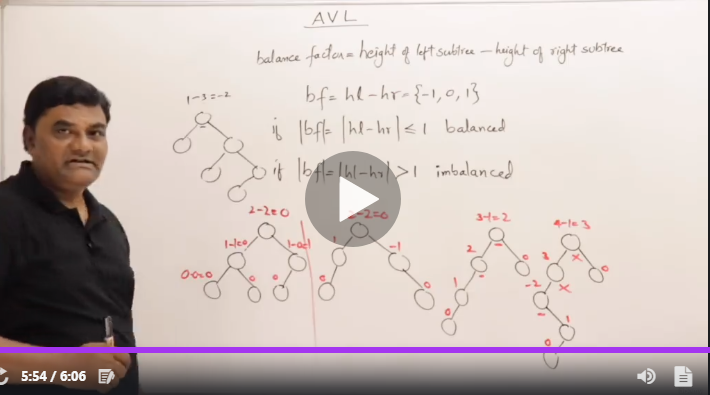 AVL
balance factor = height of left subtree – height of right subtree
bf = hl – hr = {-1, 0, 1}
if |bf| = |hl – hr| ≤ 1 balanced
if |bf| = |hl – hr| > 1 imbalanced
1-3=-2
2-2=0
1-1=0
1-0=1
0-0=0
0
0
2-2=0
1
-1
0
0
3-1=2
2
0
1
0
4-1=3
3
x
0
-2
x
1
0
5:54 / 6:06